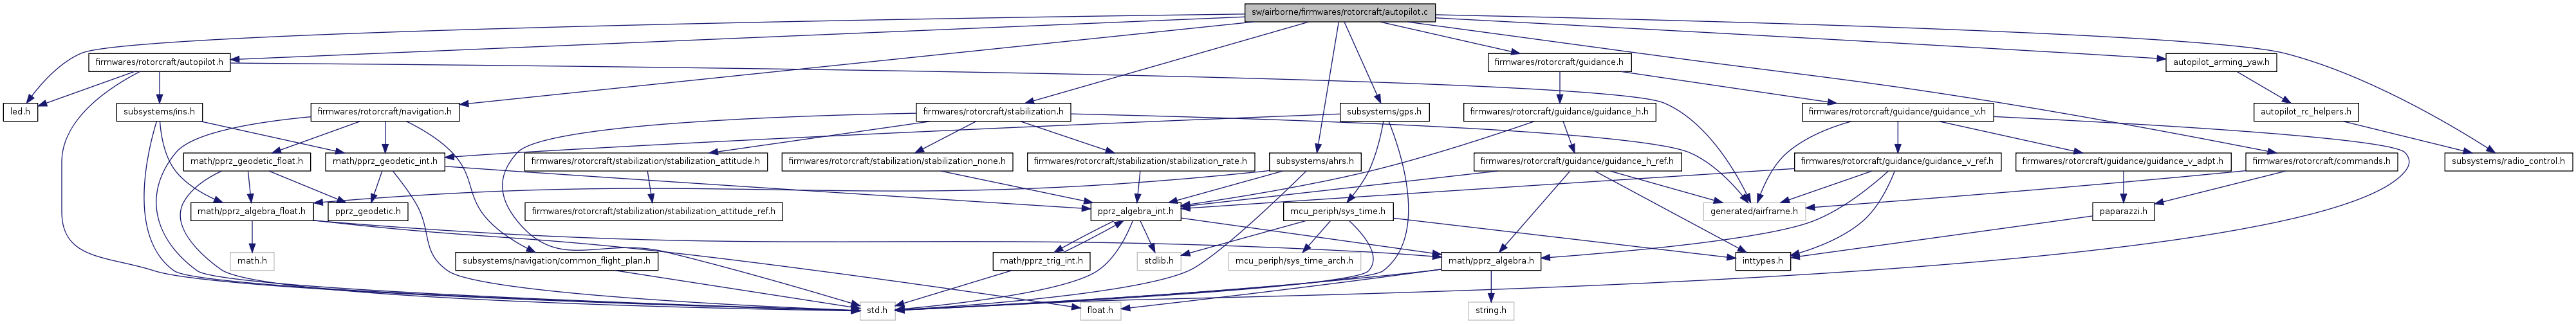 sw/airborne/firmwares/rotorcraft/autopilot.c
firmwares/rotorcraft/autopilot.h
firmwares/rotorcraft/guidance.h
autopilot_arming_yaw.h
led.h
subsystems/ins.h
firmwares/rotorcraft/navigation.h
firmwares/rotorcraft/stabilization.h
subsystems/gps.h
firmwares/rotorcraft/guidance/guidance_h.h
firmwares/rotorcraft/guidance/guidance_v.h
autopilot_rc_helpers.h
math/pprz_geodetic_float.h
math/pprz_geodetic_int.h
firmwares/rotorcraft/stabilization/stabilization_attitude.h
firmwares/rotorcraft/stabilization/stabilization_none.h
firmwares/rotorcraft/stabilization/stabilization_rate.h
subsystems/ahrs.h
firmwares/rotorcraft/guidance/guidance_h_ref.h
firmwares/rotorcraft/guidance/guidance_v_ref.h
firmwares/rotorcraft/guidance/guidance_v_adpt.h
firmwares/rotorcraft/commands.h
subsystems/radio_control.h
math/pprz_algebra_float.h
pprz_geodetic.h
firmwares/rotorcraft/stabilization/stabilization_attitude_ref.h
pprz_algebra_int.h
mcu_periph/sys_time.h
generated/airframe.h
paparazzi.h
math.h
subsystems/navigation/common_flight_plan.h
math/pprz_trig_int.h
stdlib.h
mcu_periph/sys_time_arch.h
math/pprz_algebra.h
inttypes.h
std.h
float.h
string.h